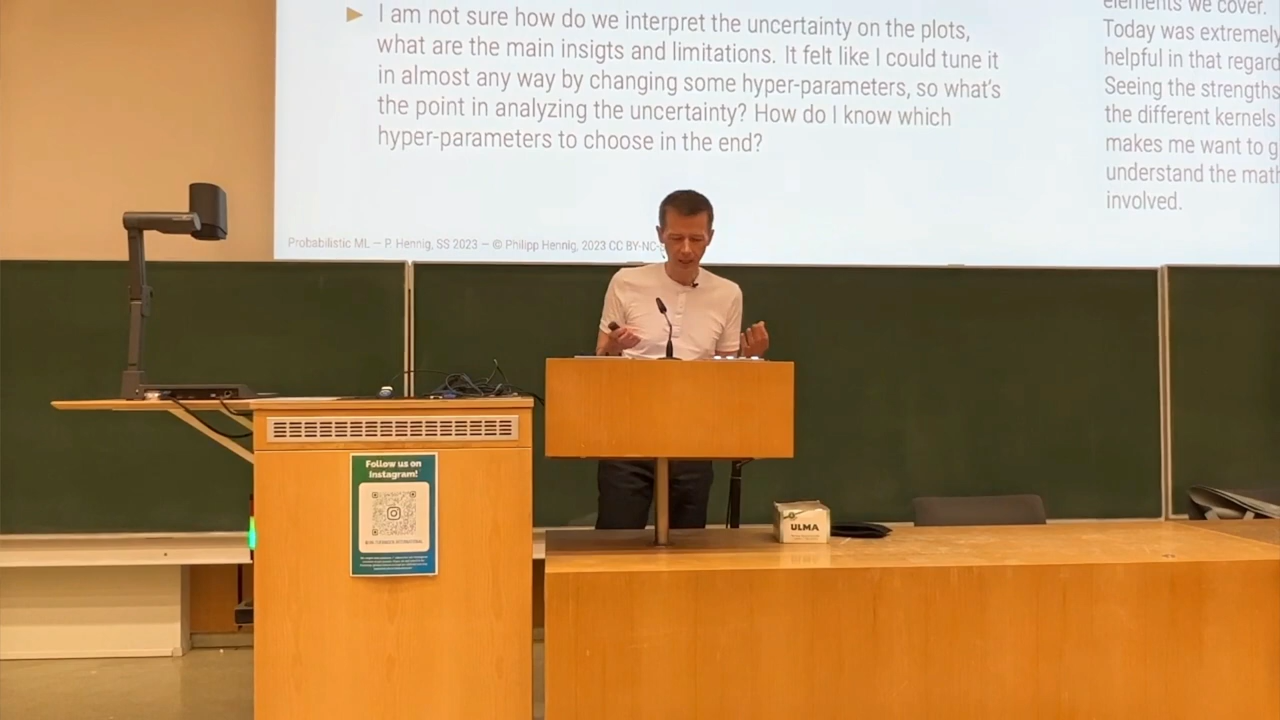 I am not sure how do we interpret the uncertainty on the plots,
what are the main insigts and limitations. It felt like I could tune it
in almost any way by changing some hyper-parameters, so what's
the point in analyzing the uncertainty? How do I know which
hyper-parameters to choose in the end?
elements we cover.
Today was extremely
helpful in that regard
Seeing the strengths
the different kernels
makes me want to g
understand the math
involved.
Probabilistic ML — P. Hennig, SS 2023 — © Philipp Hennig, 2023 CC BY-NC-S
Follow us on
Instagram!
ULMA